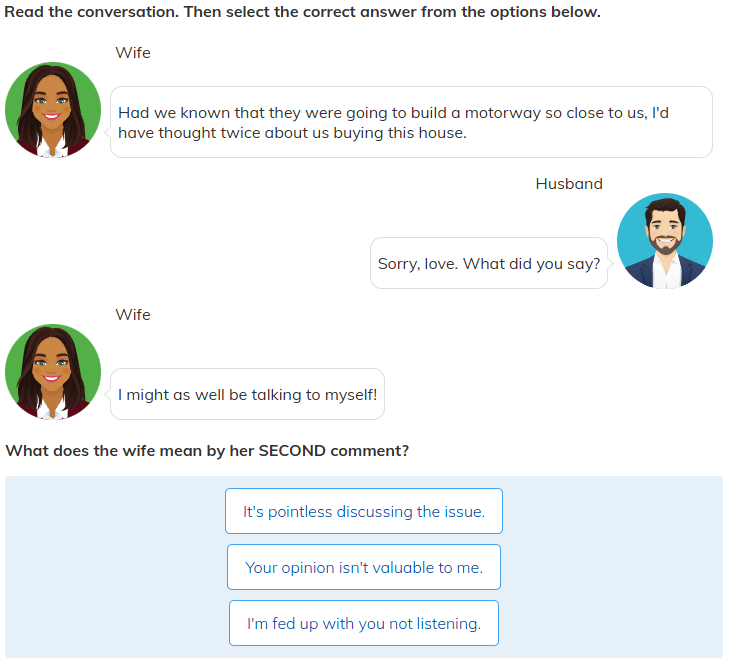 Read the conversation. Then select the correct answer from the options below.
Wife
Had we known that they were going to build a motorway so close to us, I'd
have thought twice about us buying this house.
Husband
Sorry, love. What did you say?
Wife
I might as well be talking to myself!
What does the wife mean by her SECOND comment?
It's pointless discussing the issue.
Your opinion isn't valuable to me.
I'm fed up with you not listening.